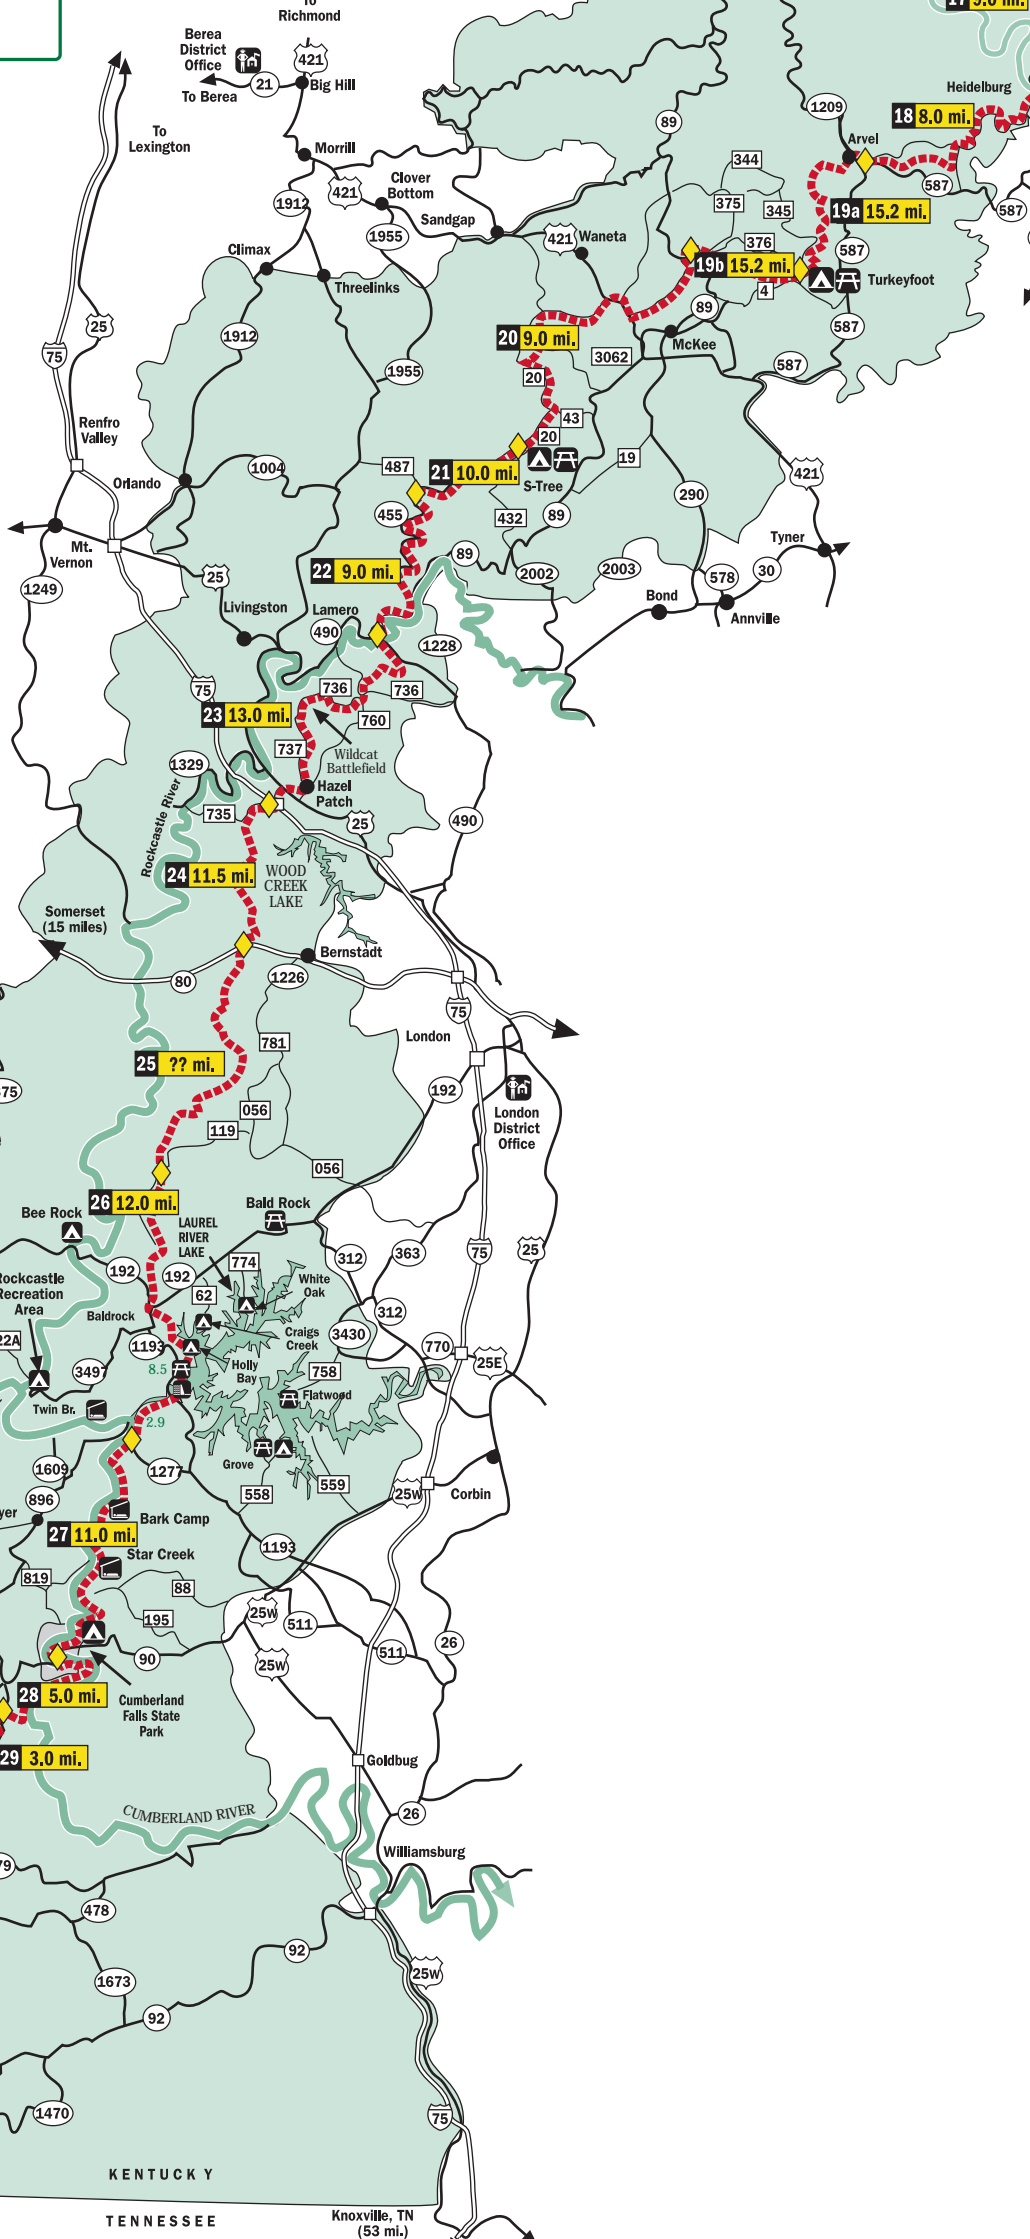 To
Richmond
17 9.0 mi.
Berea
District
Office
421
21
To Berea
Big Hill
Heidelburg
To
Lexington
89
1209
18 8.0 mi.
Morrill
Arvel
344
421
Clover
Bottom
587
1912
375
345
19a 15.2 mi.
587
Sandgap
1955
421
Waneta
376
587
Climax
19b 15.2 mi.
Threelinks
4
Turkeyfoot
25
89
587
1912
20 9.0 mi.
McKee
75
3062
587
1955
20
Renfro
Valley
43
20
487
1004
21 10.0 mi.
19
421
Orlando
S-Tree
290
455
432
89
Mt.
Vernon
Tyner
89
22 9.0 mi.
2002
2003
578
30
25
1249
Bond
Livingston
Lamero
Annville
490
1228
75
736
736
23 13.0 mi.
760
737
Wildcat
Battlefield
1329
Hazel
Patch
Rockcastle River
735
25
490
24 11.5 mi.
WOOD
CREEK
LAKE
Somerset
(15 miles)
Bernstadt
80
1226
75
London
781
25 ?? mi.
75
192
056
London
District
Office
119
056
26 12.0 mi.
Bee Rock
Bald Rock
LAUREL
RIVER
LAKE
312
363
75
25
192
192
774
Rockcastle
Recreation
Area
White
Oak
62
Baldrock
312
Craigs
Creek
3430
22A
1193
770
25E
8.5
Holly
Bay
758
3497
Twin Br.
Flatwood
2.9
Grove
1609
1277
559
558
25W
Corbin
896
yer
Bark Camp
27 11.0 mi.
1193
Star Creek
819
88
195
25W
511
26
90
25W
511
28 5.0 mi.
Cumberland
Falls State
Park
29 3.0 mi.
Goldbug
CUMBERLAND RIVER
26
Williamsburg
79
478
92
25W
1673
92
1470
75
KENTUCKY
TENNESSEE
Knoxville, TN
(53 mi.)